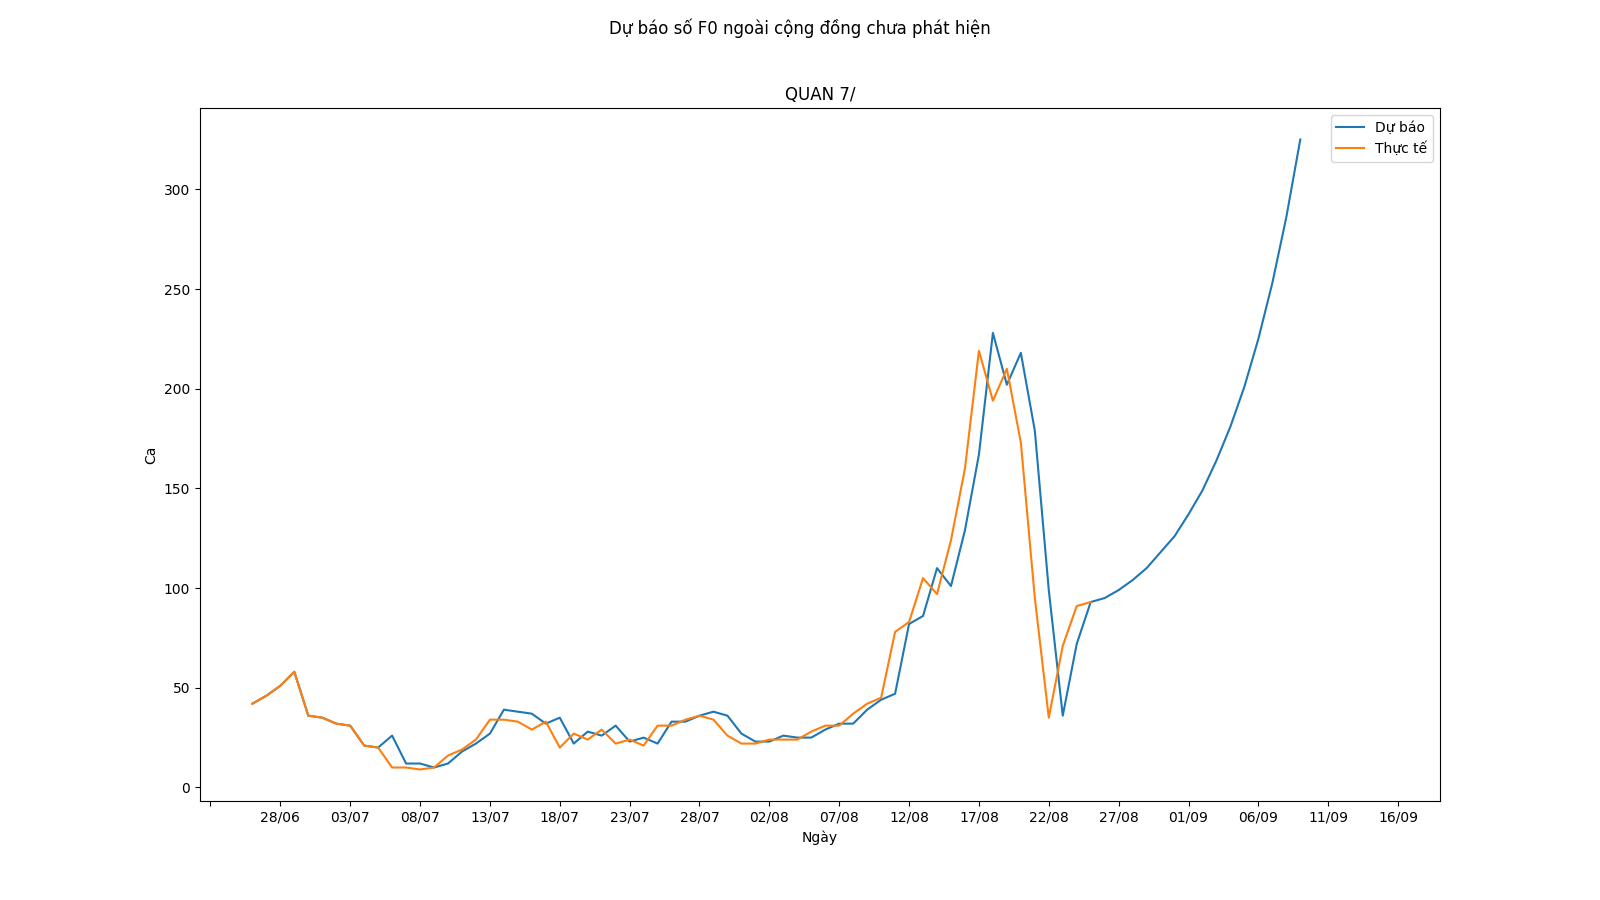 Dự báo số F0 ngoài cộng đồng chưa phát hiện
QUAN 7/
Dự báo
Thực tế
300
250
200
150
100
50
0
Ca
28/06 03/07 08/07 13/07 18/07 23/07 28/07 02/08 07/08 12/08 17/08 22/08 27/08 01/09 06/09 11/09 16/09
Ngày